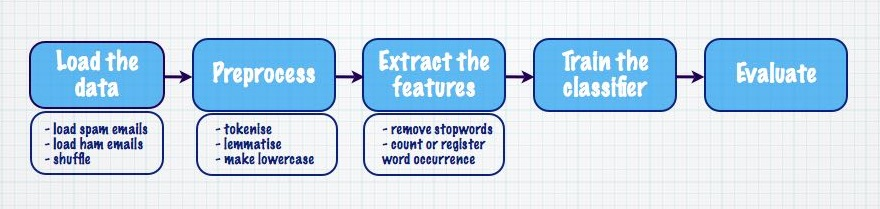 Load the
data
Preprocess
Extract the
features
Train the
classifier
Evaluate
- load spam emails
- load ham emails
- shuffle
- tokenise
- lemmatise
- make lowercase
- remove stopwords
- count or register
word occurrence